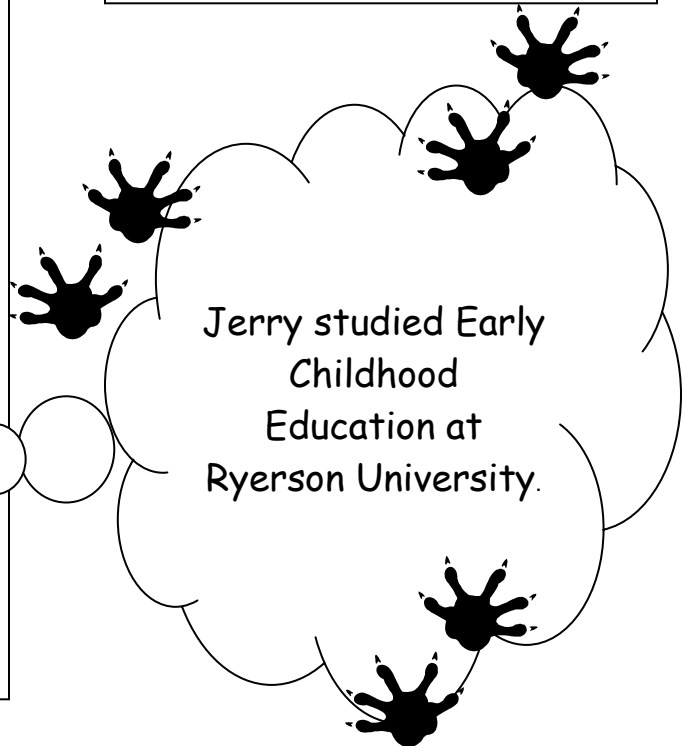 Jerry studied Early
Childhood
Education at
Ryerson University.